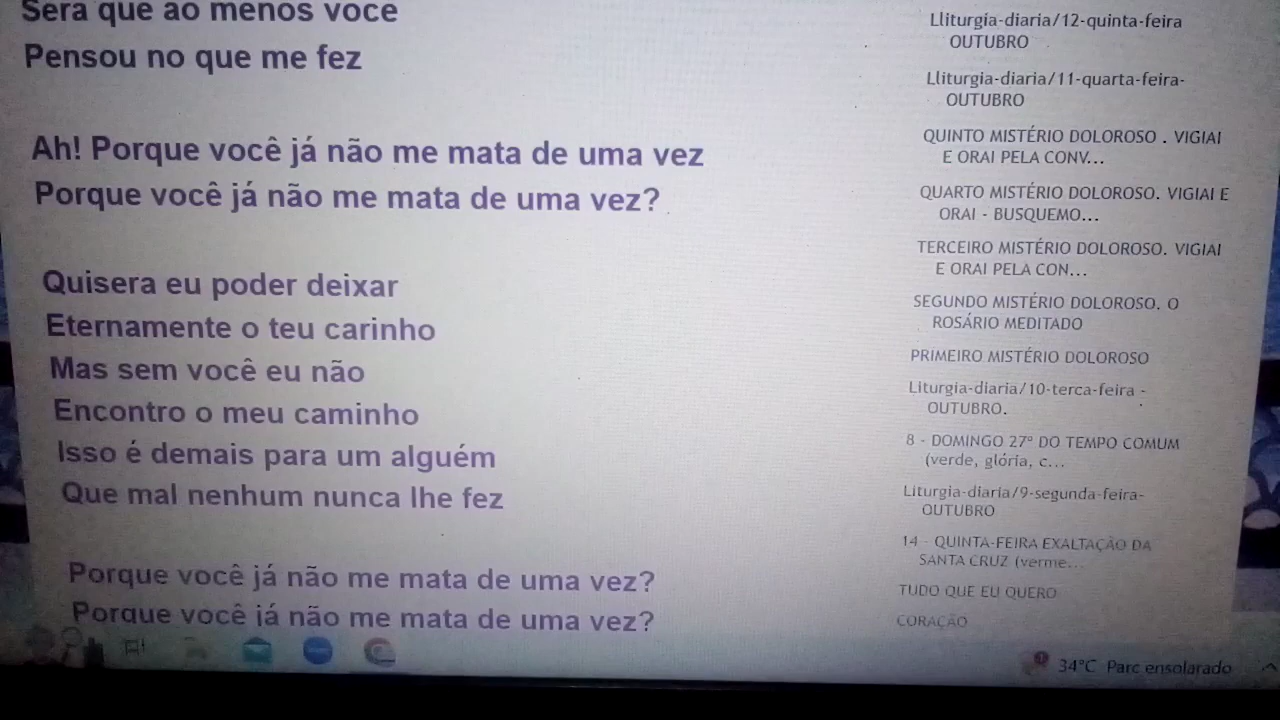 Será que ao menos você
Pensou no que me fez
Ah! Porque você já não me mata de uma vez
Porque você já não me mata de uma vez?
Quisera eu poder deixar
Eternamente o teu carinho
Mas sem você eu não
Encontro o meu caminho
Isso é demais para um alguém
Que mal nenhum nunca lhe fez
Porque você já não me mata de uma vez?
Porque você já não me mata de uma vez?
Lliturgia-diaria/12-quinta-feira
OUTUBRO
Lliturgia-diaria/11-quarta-feira-
OUTUBRO
QUINTO MISTÉRIO DOLOROSO . VIGIAI
E ORAI PELA CONV...
QUARTO MISTÉRIO DOLOROSO. VIGIAI E
ORAI - BUSQUEMO...
TERCEIRO MISTÉRIO DOLOROSO. VIGIAI
E ORAI PELA CON...
SEGUNDO MISTÉRIO DOLOROSO. O
ROSÁRIO MEDITADO
PRIMEIRO MISTÉRIO DOLOROSO
Liturgia-diaria/10-terca-feira -
OUTUBRO.
8 - DOMINGO 27º DO TEMPO COMUM
(verde, glória, c...
Liturgia-diaria/9-segunda-feira-
OUTUBRO
14 - QUINTA-FEIRA EXALTAÇÃO DA
SANTA CRUZ (verme...
TUDO QUE EU QUERO
CORAÇÃO
34°C Parc ensolarado